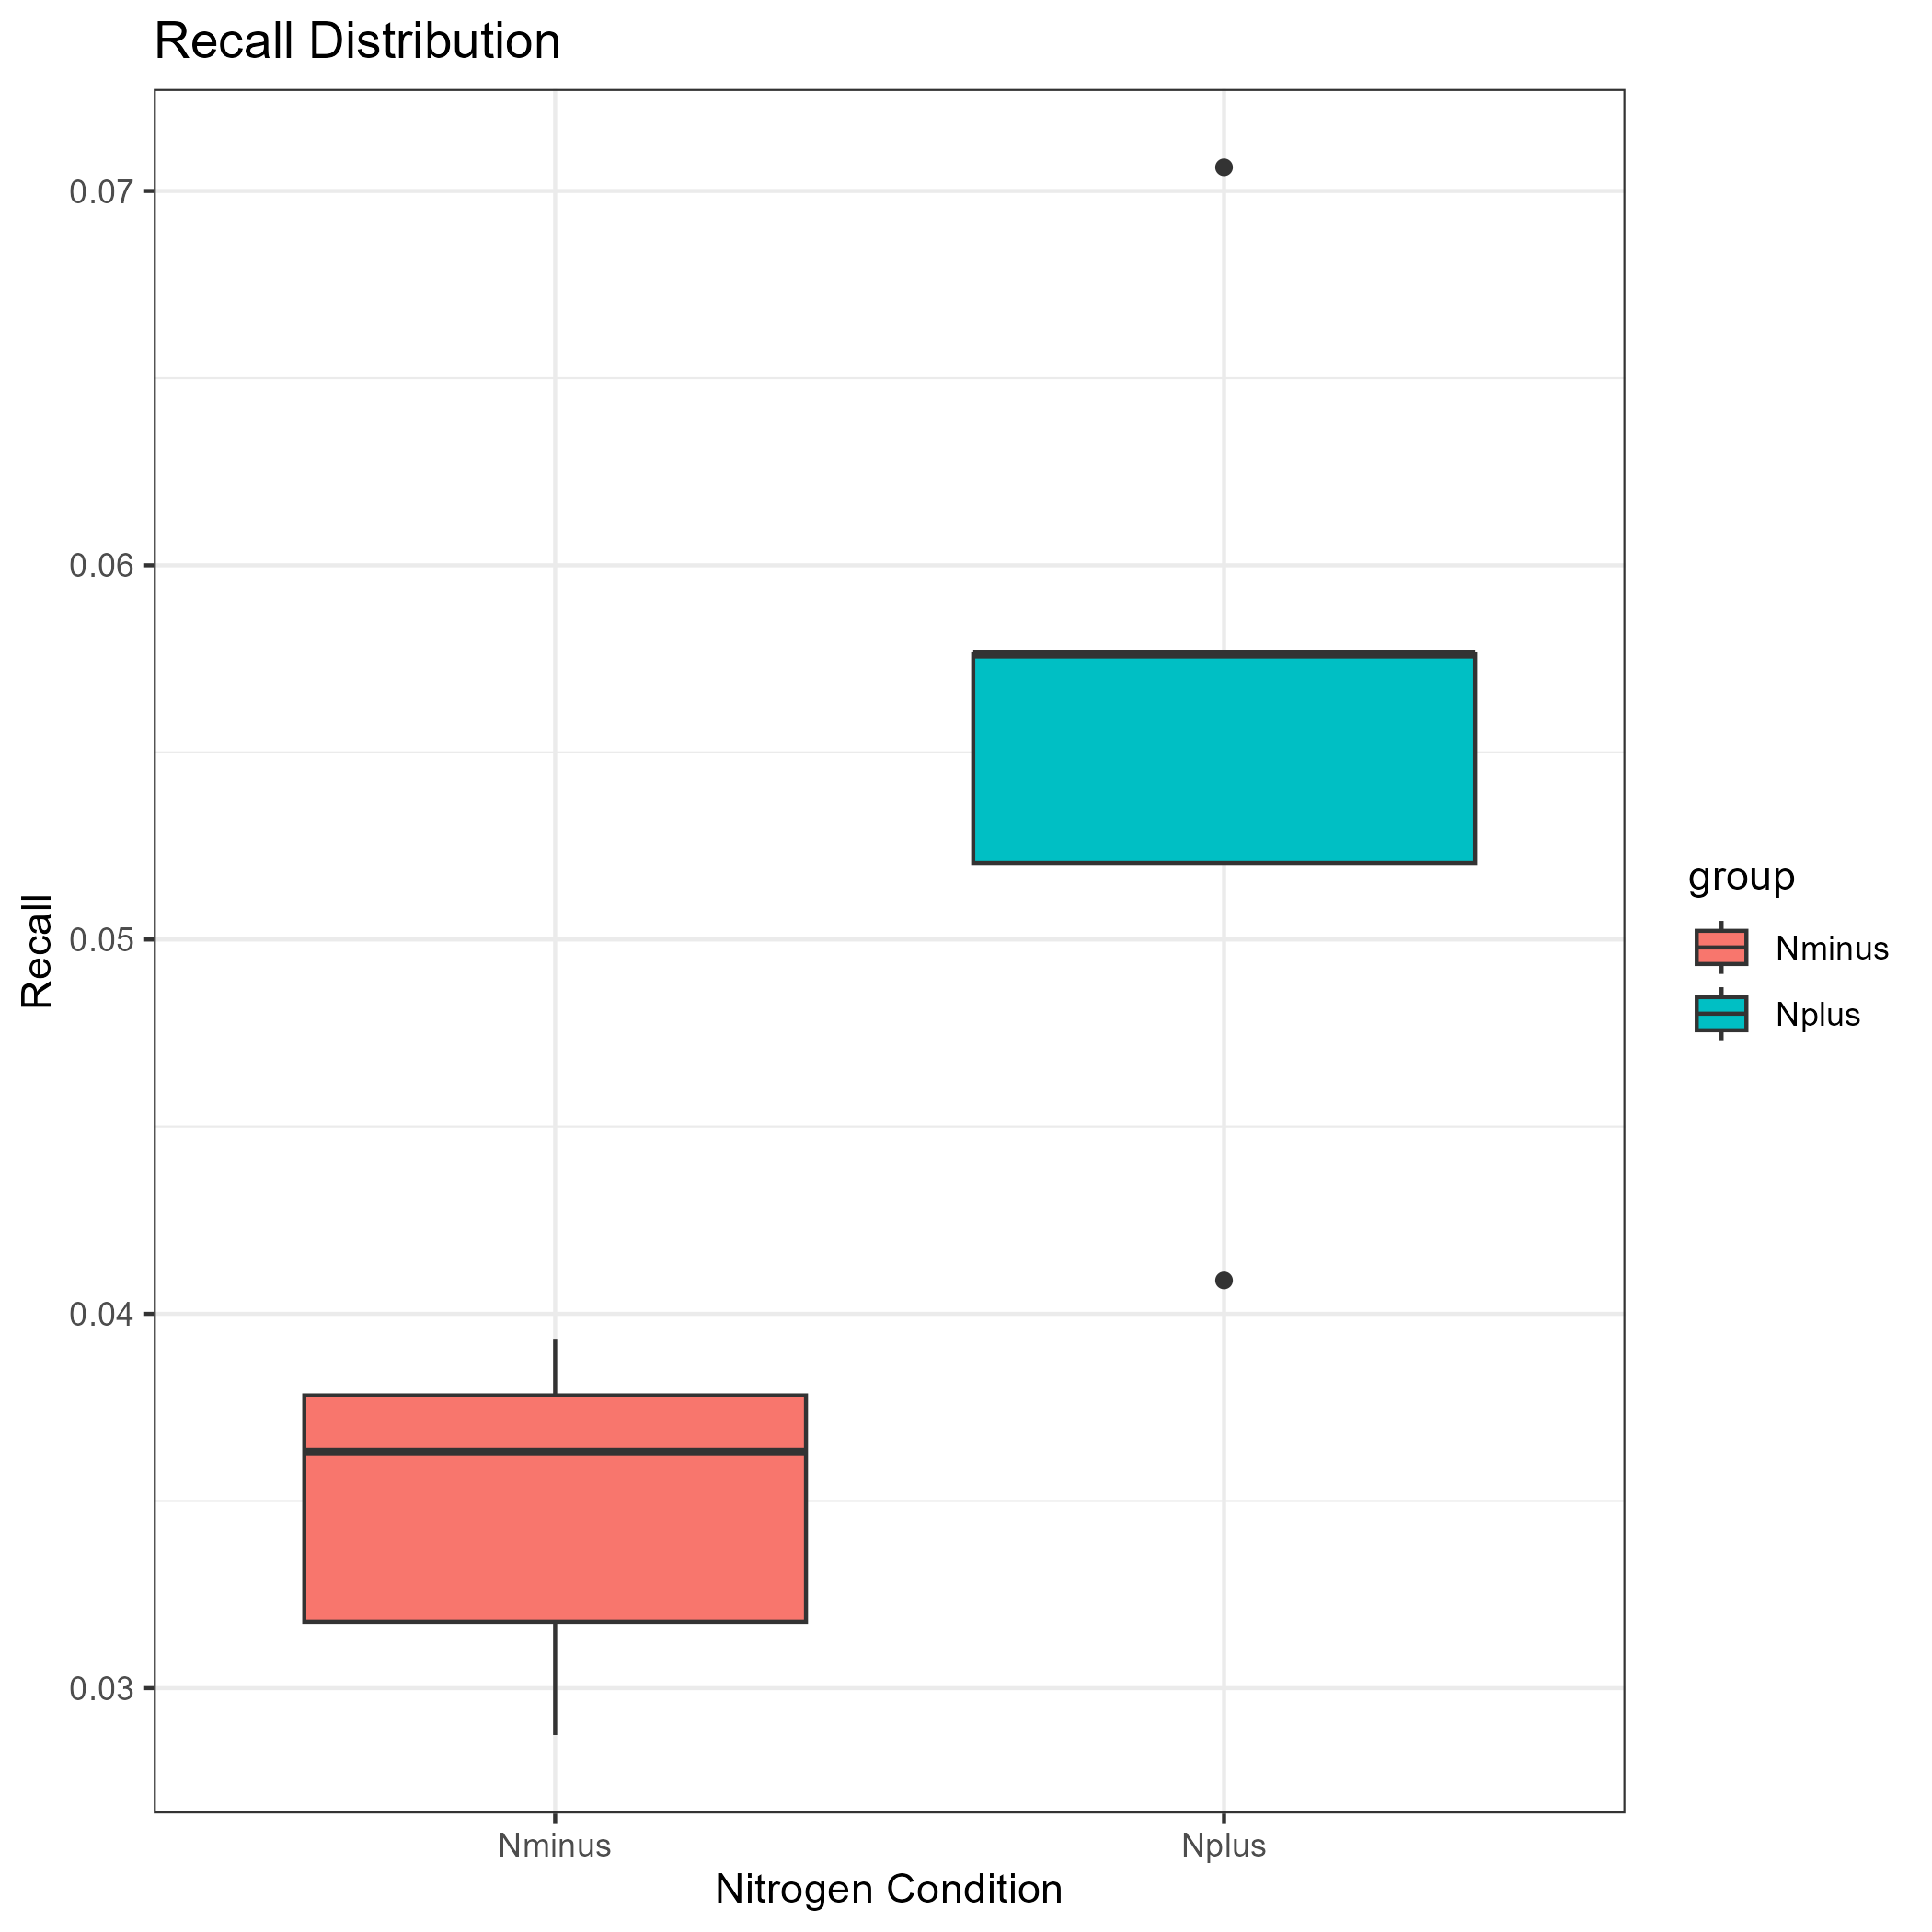 Recall Distribution
0.07
0.06
0.05
0.04
0.03
Recall
Nminus
Nplus
Nitrogen Condition
group
Nminus
Nplus